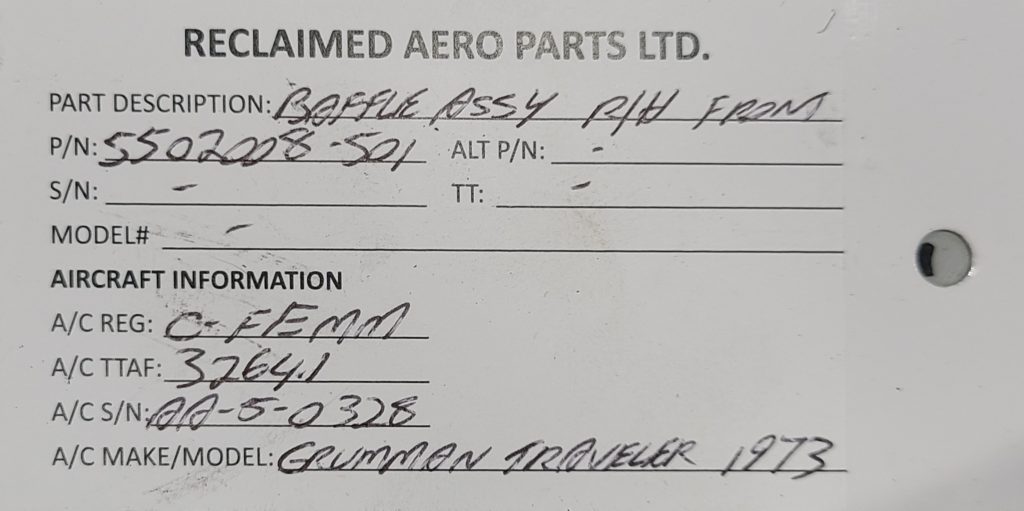 RECLAIMED AERO PARTS LTD.
PART DESCRIPTION: BAFFLE ASSY R/H FROM
P/N: 5502008-501 ALT P/N: -
S/N: - TT: -
MODEL# -
AIRCRAFT INFORMATION
A/C REG: C-FEMM
A/C TTAF: 3264.1
A/C S/N: AA-5-0328
A/C MAKE/MODEL: GRUMMAN TRAVELER 1973